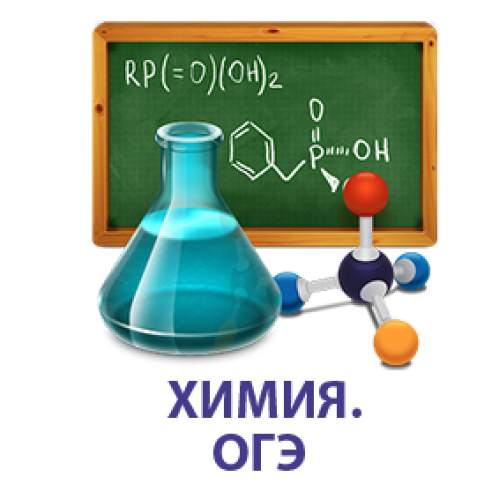 RP(=O)(OH)₂
O
P
OH
ХИМИЯ.
ОГЭ